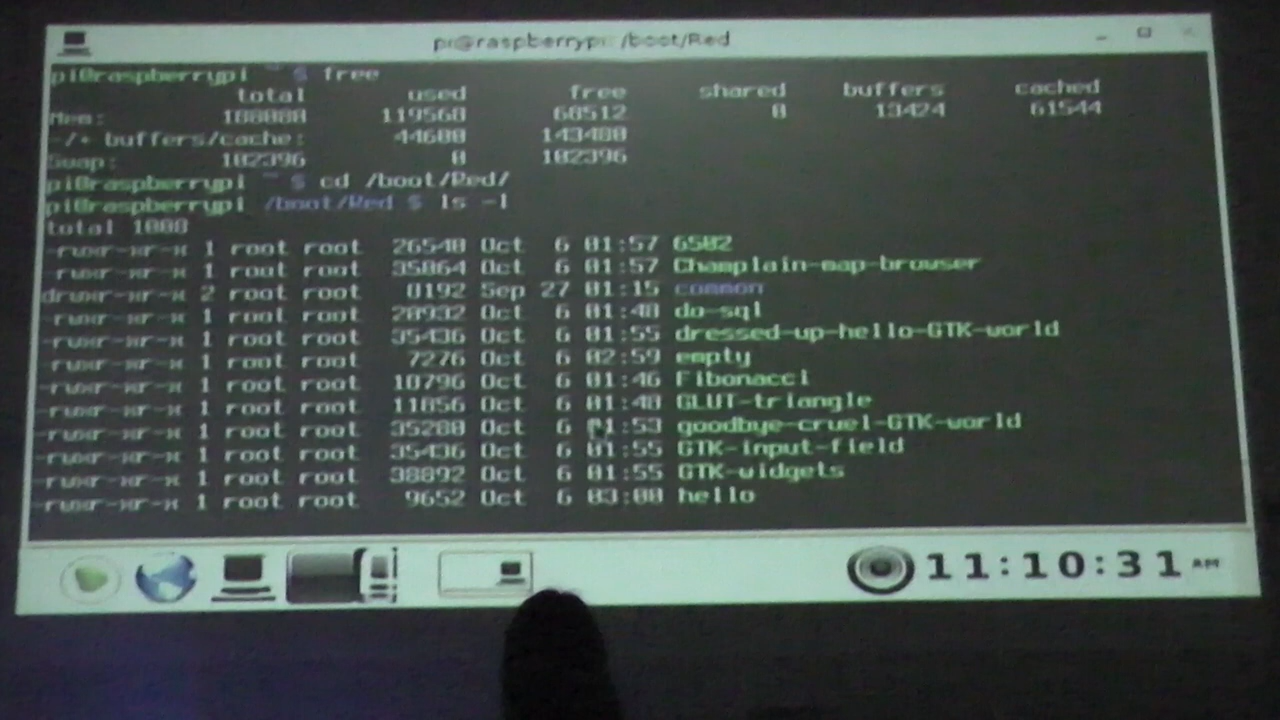 pi@raspberrypi: /boot/Red
pi@raspberrypi ~ $ free
total used free shared buffers cached
Mem: 188080 119568 68512 0 13424 61544
-/+ buffers/cache: 44600 143480
Swap: 102396 0 102396
pi@raspberrypi ~ $ cd /boot/Red/
pi@raspberrypi /boot/Red $ ls -l
total 1008
-rwxr-xr-x 1 root root 26540 Oct 6 01:57 6502
-rwxr-xr-x 1 root root 35064 Oct 6 01:57 Champlain-map-browser
drwxr-xr-x 2 root root 8192 Sep 27 01:15 common
-rwxr-xr-x 1 root root 20932 Oct 6 01:48 do-sql
-rwxr-xr-x 1 root root 35436 Oct 6 01:55 dressed-up-hello-GTK-world
-rwxr-xr-x 1 root root 7276 Oct 6 02:59 empty
-rwxr-xr-x 1 root root 10796 Oct 6 01:46 Fibonacci
-rwxr-xr-x 1 root root 11056 Oct 6 01:48 GLUT-triangle
-rwxr-xr-x 1 root root 35280 Oct 6 01:53 goodbye-cruel-GTK-world
-rwxr-xr-x 1 root root 35436 Oct 6 01:55 GTK-input-field
-rwxr-xr-x 1 root root 38892 Oct 6 01:55 GTK-widgets
-rwxr-xr-x 1 root root 9652 Oct 6 03:00 hello
11:10:31 AM